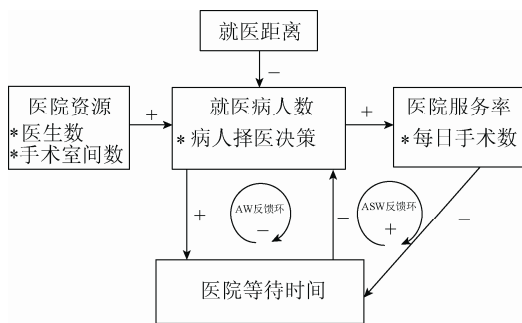 就医距离
−
医院资源
*医生数
*手术室间数
+
就医病人数
*病人择医决策
+
医院服务率
*每日手术数
+
AW反馈环
−
−
ASW反馈环
+
−
医院等待时间